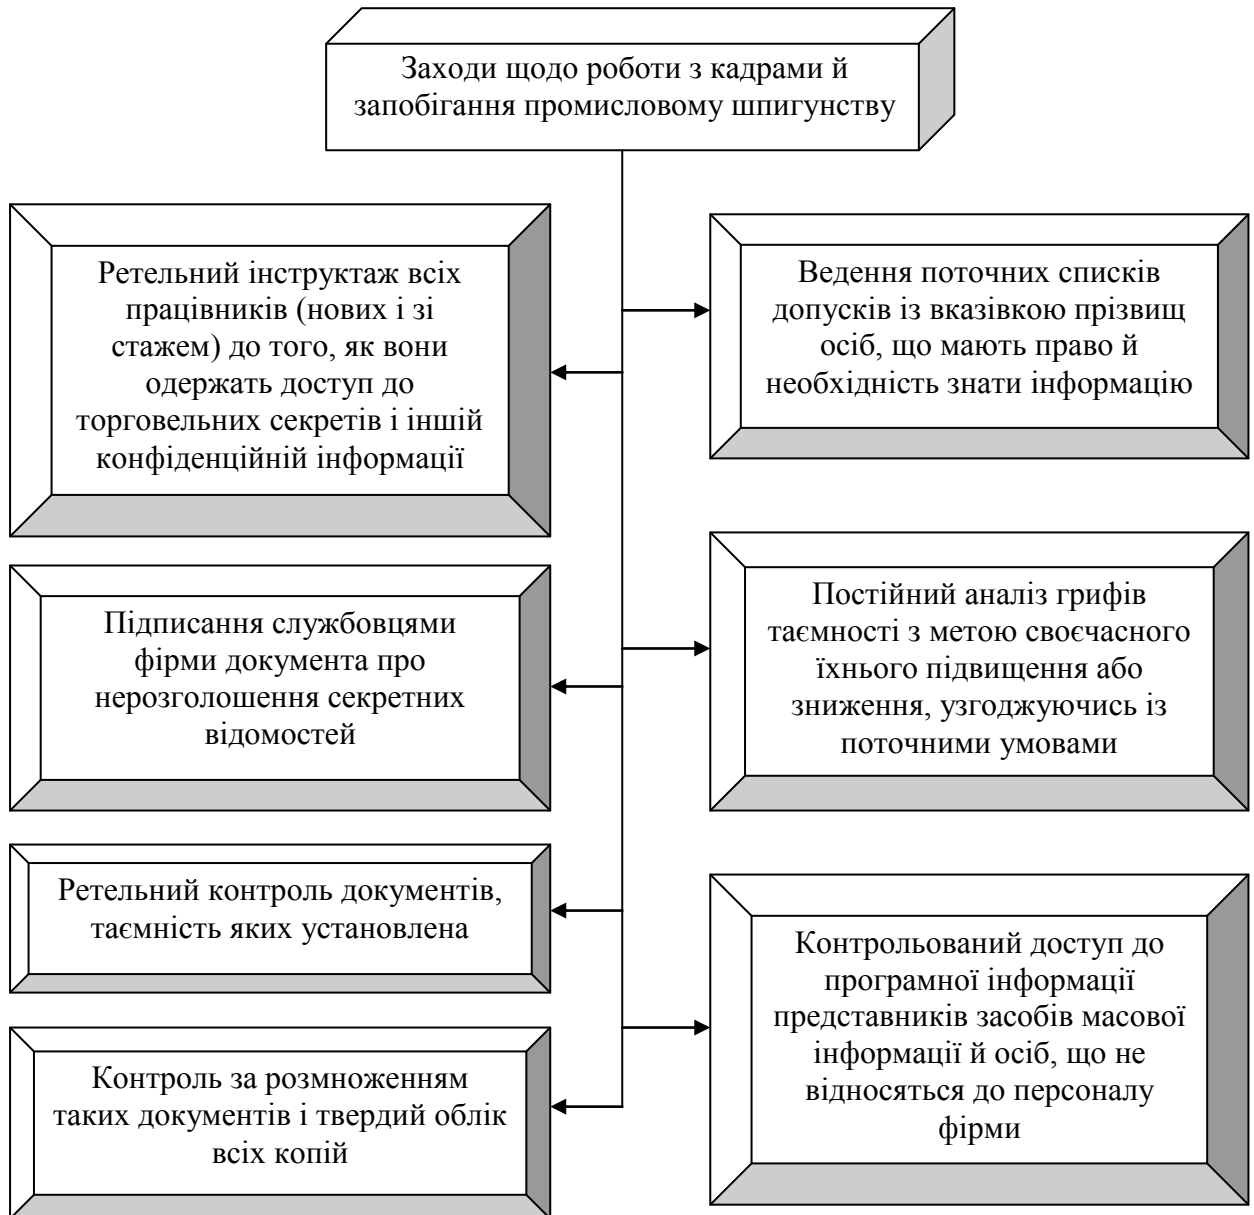 Заходи щодо роботи з кадрами й
запобігання промисловому шпигунству
Ретельний інструктаж всіх
працівників (нових і зі
стажем) до того, як вони
одержать доступ до
торговельних секретів і іншій
конфіденційній інформації
Підписання службовцями
фірми документа про
нерозголошення секретних
відомостей
Ретельний контроль документів,
таємність яких установлена
Контроль за розмноженням
таких документів і твердий облік
всіх копій
Ведення поточних списків
допусків із вказівкою прізвищ
осіб, що мають право й
необхідність знати інформацію
Постійний аналіз грифів
таємності з метою своєчасного
їхнього підвищення або
зниження, узгоджуючись із
поточними умовами
Контрольований доступ до
програмної інформації
представників засобів масової
інформації й осіб, що не
відносяться до персоналу
фірми